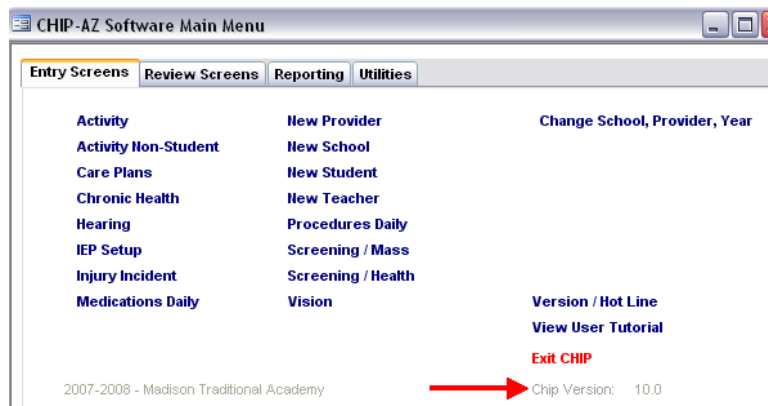 CHIP-AZ Software Main Menu
Entry Screens Review Screens Reporting Utilities
Activity New Provider Change School, Provider, Year
Activity Non-Student New School
Care Plans New Student
Chronic Health New Teacher
Hearing Procedures Daily
IEP Setup Screening / Mass
Injury Incident Screening / Health
Medications Daily Vision Version / Hot Line
View User Tutorial
Exit CHIP
2007-2008 - Madison Traditional Academy Chip Version: 10.0